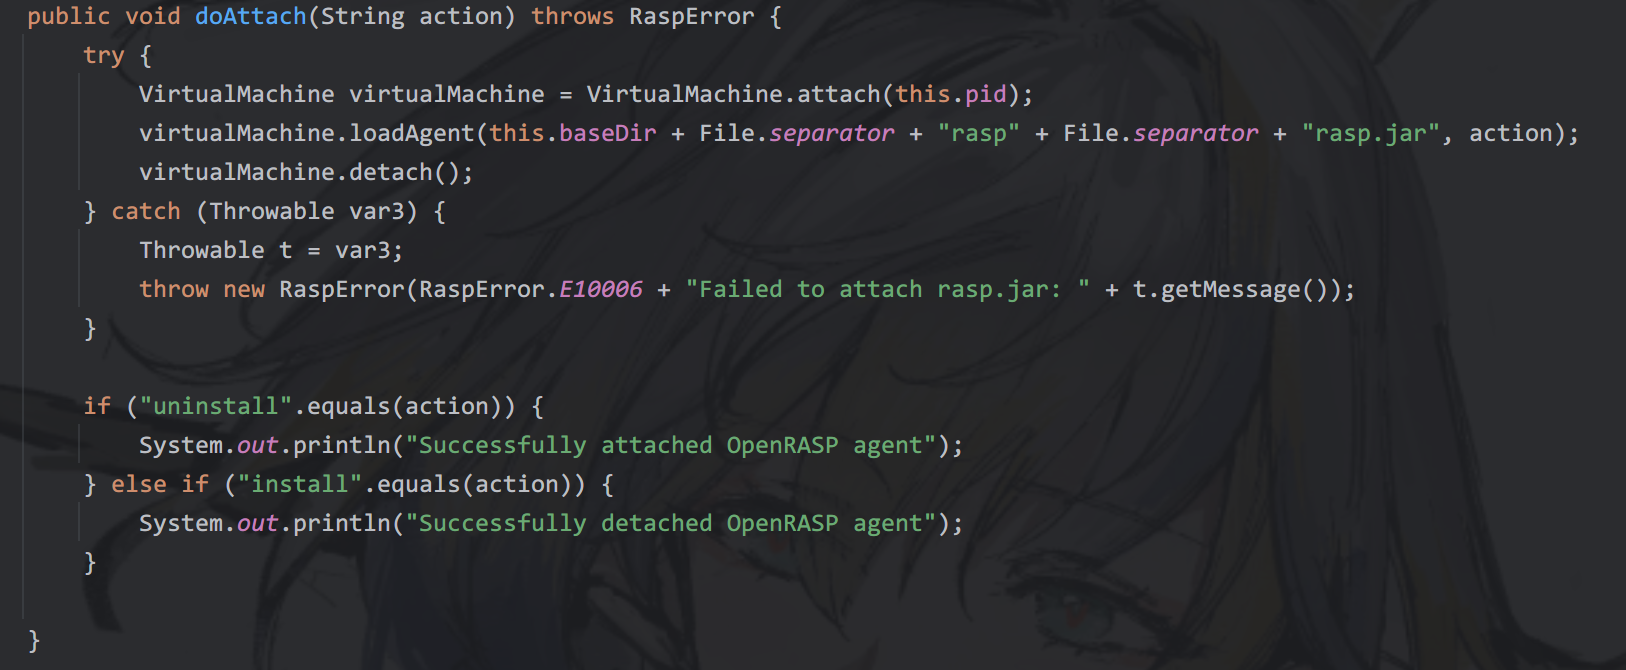 public void doAttach(String action) throws RaspError {
    try {
        VirtualMachine virtualMachine = VirtualMachine.attach(this.pid);
        virtualMachine.loadAgent(this.baseDir + File.separator + "rasp" + File.separator + "rasp.jar", action);
        virtualMachine.detach();
    } catch (Throwable var3) {
        Throwable t = var3;
        throw new RaspError(RaspError.E10006 + "Failed to attach rasp.jar: " + t.getMessage());
    }

    if ("uninstall".equals(action)) {
        System.out.println("Successfully attached OpenRASP agent");
    } else if ("install".equals(action)) {
        System.out.println("Successfully detached OpenRASP agent");
    }

}